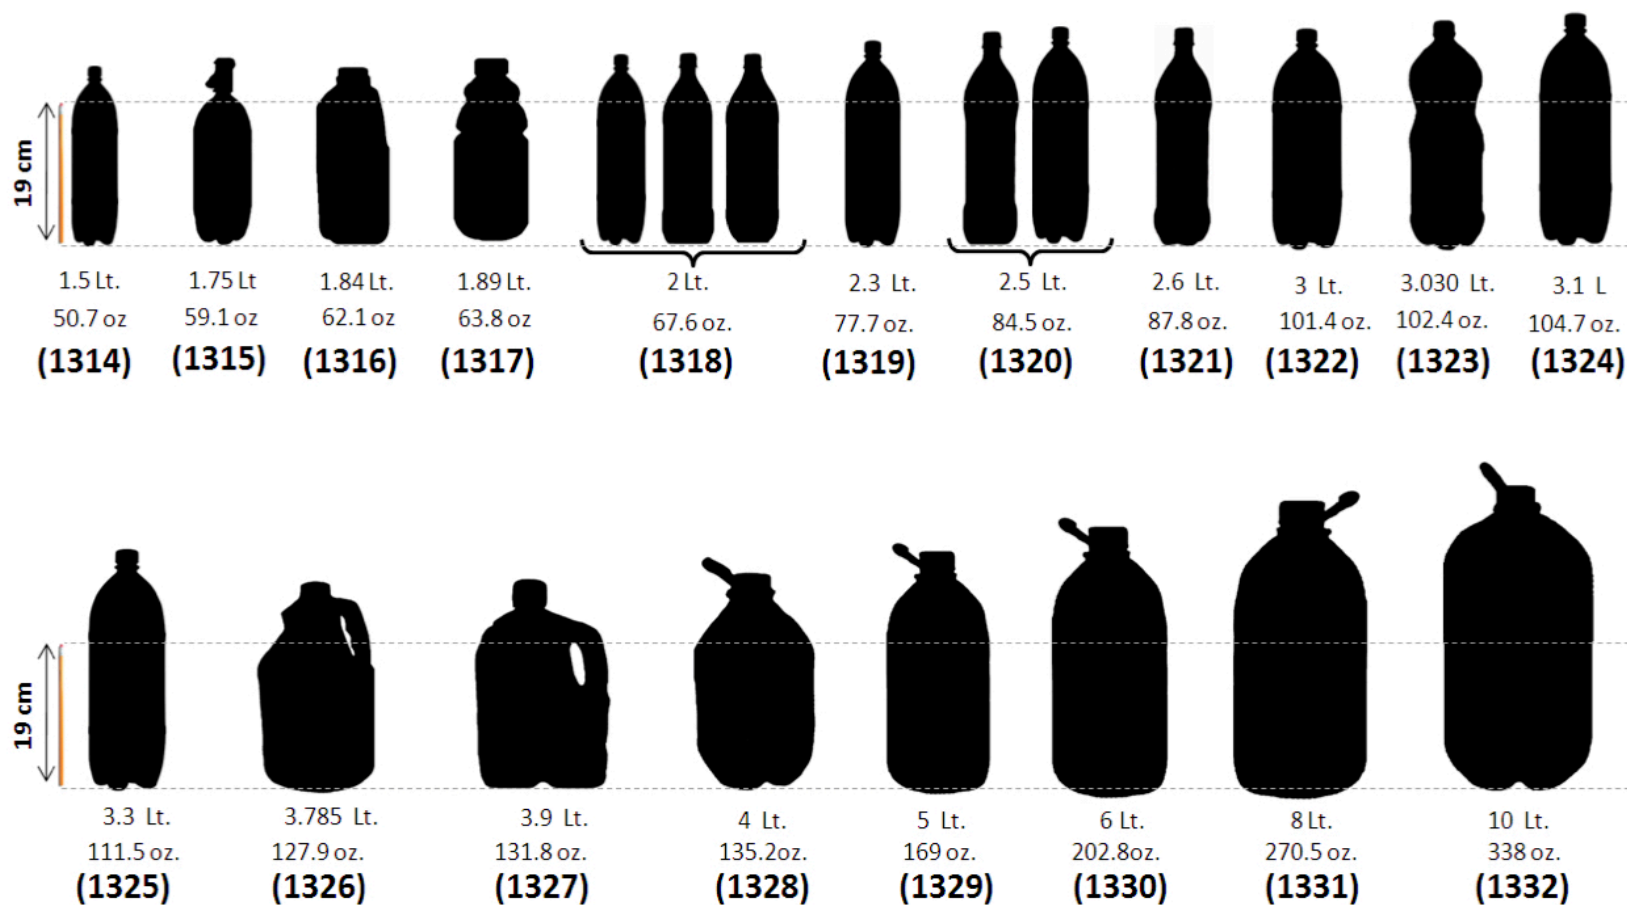 19 cm
1.5 Lt. 1.75 Lt 1.84 Lt. 1.89 Lt. 2 Lt. 2.3 Lt. 2.5 Lt. 2.6 Lt. 3 Lt. 3.030 Lt. 3.1 L
50.7 oz 59.1 oz 62.1 oz 63.8 oz 67.6 oz. 77.7 oz. 84.5 oz. 87.8 oz. 101.4 oz. 102.4 oz. 104.7 oz.
(1314) (1315) (1316) (1317) (1318) (1319) (1320) (1321) (1322) (1323) (1324)
19 cm
3.3 Lt. 3.785 Lt. 3.9 Lt. 4 Lt. 5 Lt. 6 Lt. 8 Lt. 10 Lt.
111.5 oz. 127.9 oz. 131.8 oz. 135.2oz. 169 oz. 202.8oz. 270.5 oz. 338 oz.
(1325) (1326) (1327) (1328) (1329) (1330) (1331) (1332)